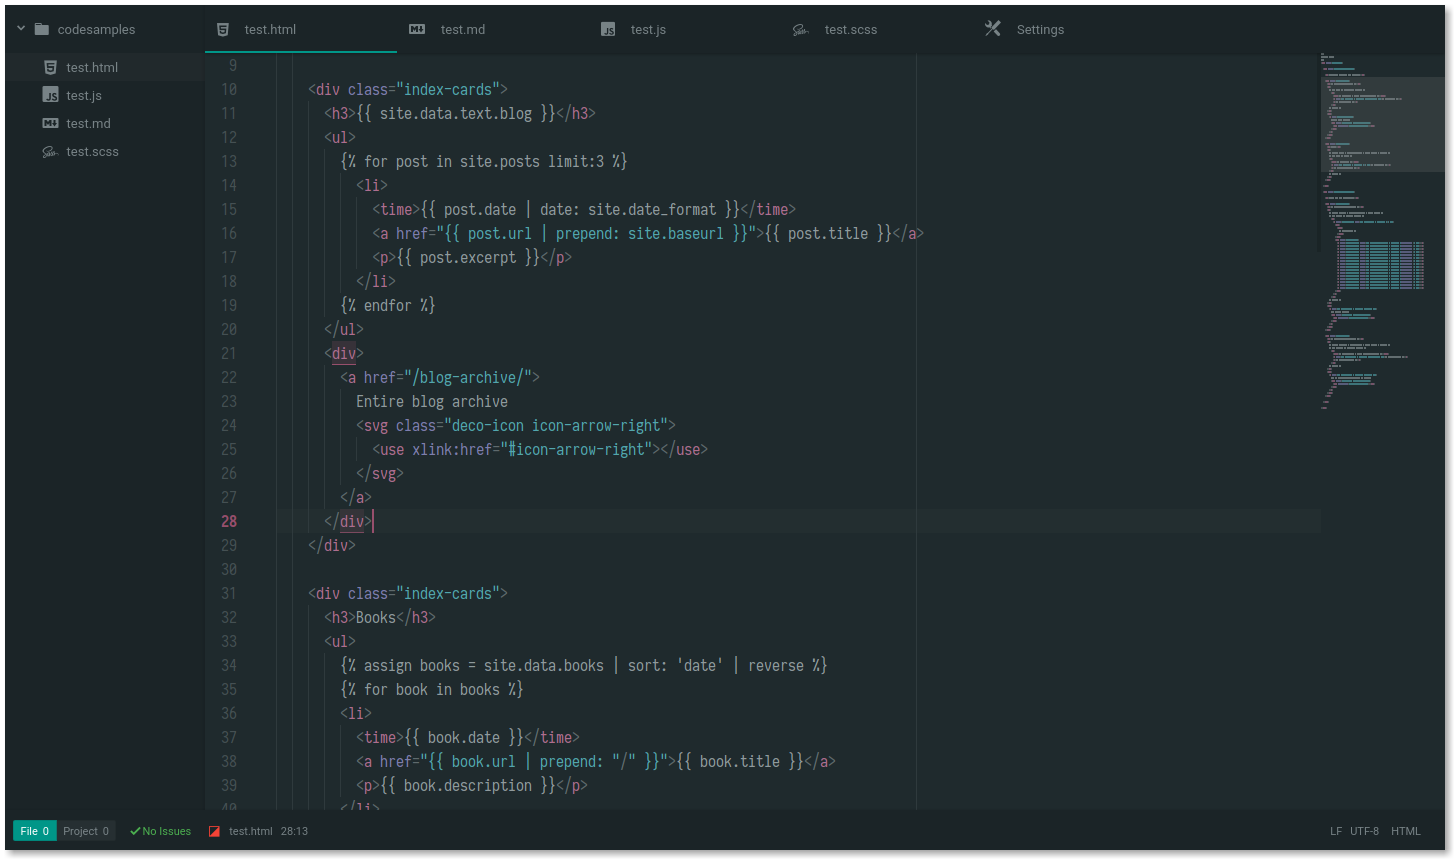 codesamples
test.html
test.js
test.md
test.scss
test.html test.md test.js test.scss Settings
9
10 <div class="index-cards">
11 <h3>{{ site.data.text.blog }}</h3>
12 <ul>
13 {% for post in site.posts limit:3 %}
14 <li>
15 <time>{{ post.date | date: site.date_format }}</time>
16 <a href="{{ post.url | prepend: site.baseurl }}">{{ post.title }}</a>
17 <p>{{ post.excerpt }}</p>
18 </li>
19 {% endfor %}
20 </ul>
21 <div>
22 <a href="/blog-archive/">
23 Entire blog archive
24 <svg class="deco-icon icon-arrow-right">
25 <use xlink:href="#icon-arrow-right"></use>
26 </svg>
27 </a>
28 </div>
29 </div>
30
31 <div class="index-cards">
32 <h3>Books</h3>
33 <ul>
34 {% assign books = site.data.books | sort: 'date' | reverse %}
35 {% for book in books %}
36 <li>
37 <time>{{ book.date }}</time>
38 <a href="{{ book.url | prepend: "/" }}">{{ book.title }}</a>
39 <p>{{ book.description }}</p>
40 </li>
File 0 Project 0 No Issues test.html 28:13 LF UTF-8 HTML